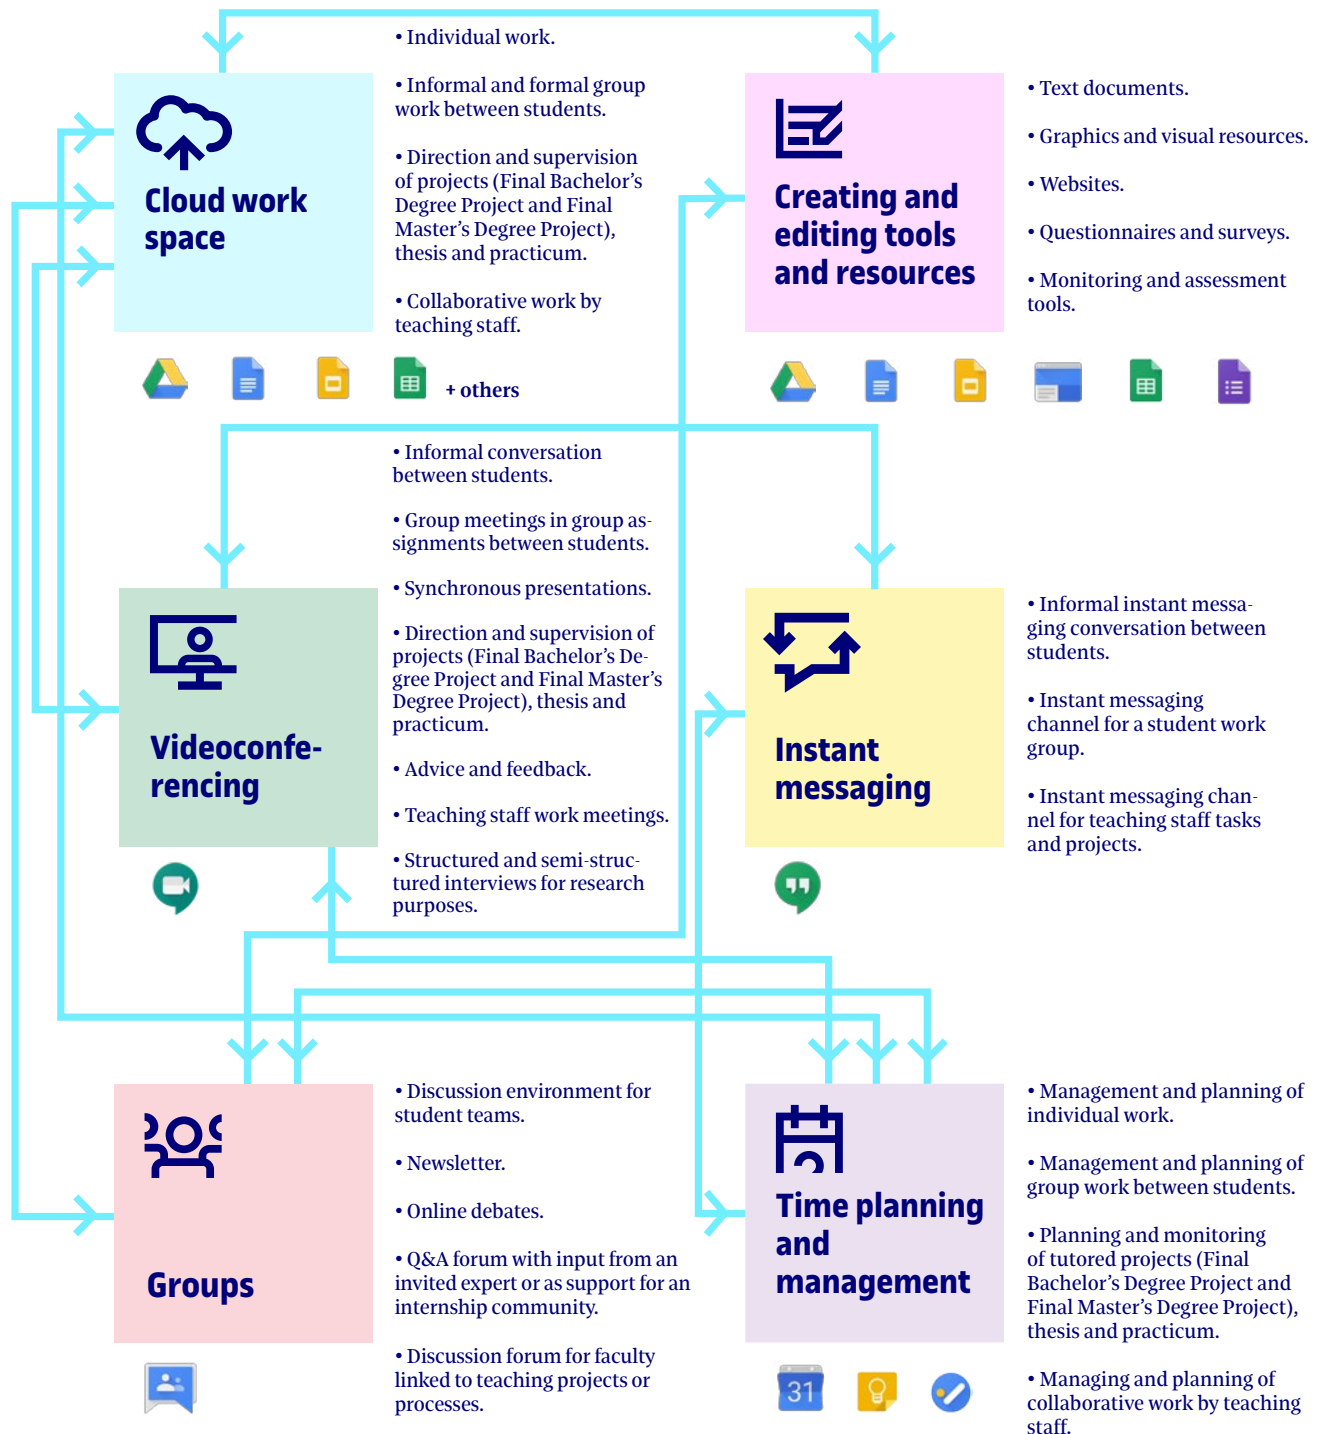 Cloud work
space
• Individual work.
• Informal and formal group
work between students.
• Direction and supervision
of projects (Final Bachelor's
Degree Project and Final
Master's Degree Project),
thesis and practicum.
• Collaborative work by
teaching staff.
+ others
Creating and
editing tools
and resources
• Text documents.
• Graphics and visual resources.
• Websites.
• Questionnaires and surveys.
• Monitoring and assessment
tools.
Videoconfe-
rencing
• Informal conversation
between students.
• Group meetings in group as-
signments between students.
• Synchronous presentations.
• Direction and supervision of
projects (Final Bachelor's De-
gree Project and Final Master's
Degree Project), thesis and
practicum.
• Advice and feedback.
• Teaching staff work meetings.
• Structured and semi-struc-
tured interviews for research
purposes.
Instant
messaging
• Informal instant messa-
ging conversation between
students.
• Instant messaging
channel for a student work
group.
• Instant messaging chan-
nel for teaching staff tasks
and projects.
Groups
• Discussion environment for
student teams.
• Newsletter.
• Online debates.
• Q&A forum with input from an
invited expert or as support for an
internship community.
• Discussion forum for faculty
linked to teaching projects or
processes.
Time planning
and
management
31
• Management and planning of
individual work.
• Management and planning of
group work between students.
• Planning and monitoring
of tutored projects (Final
Bachelor's Degree Project and
Final Master's Degree Project),
thesis and practicum.
• Managing and planning of
collaborative work by teaching
staff.